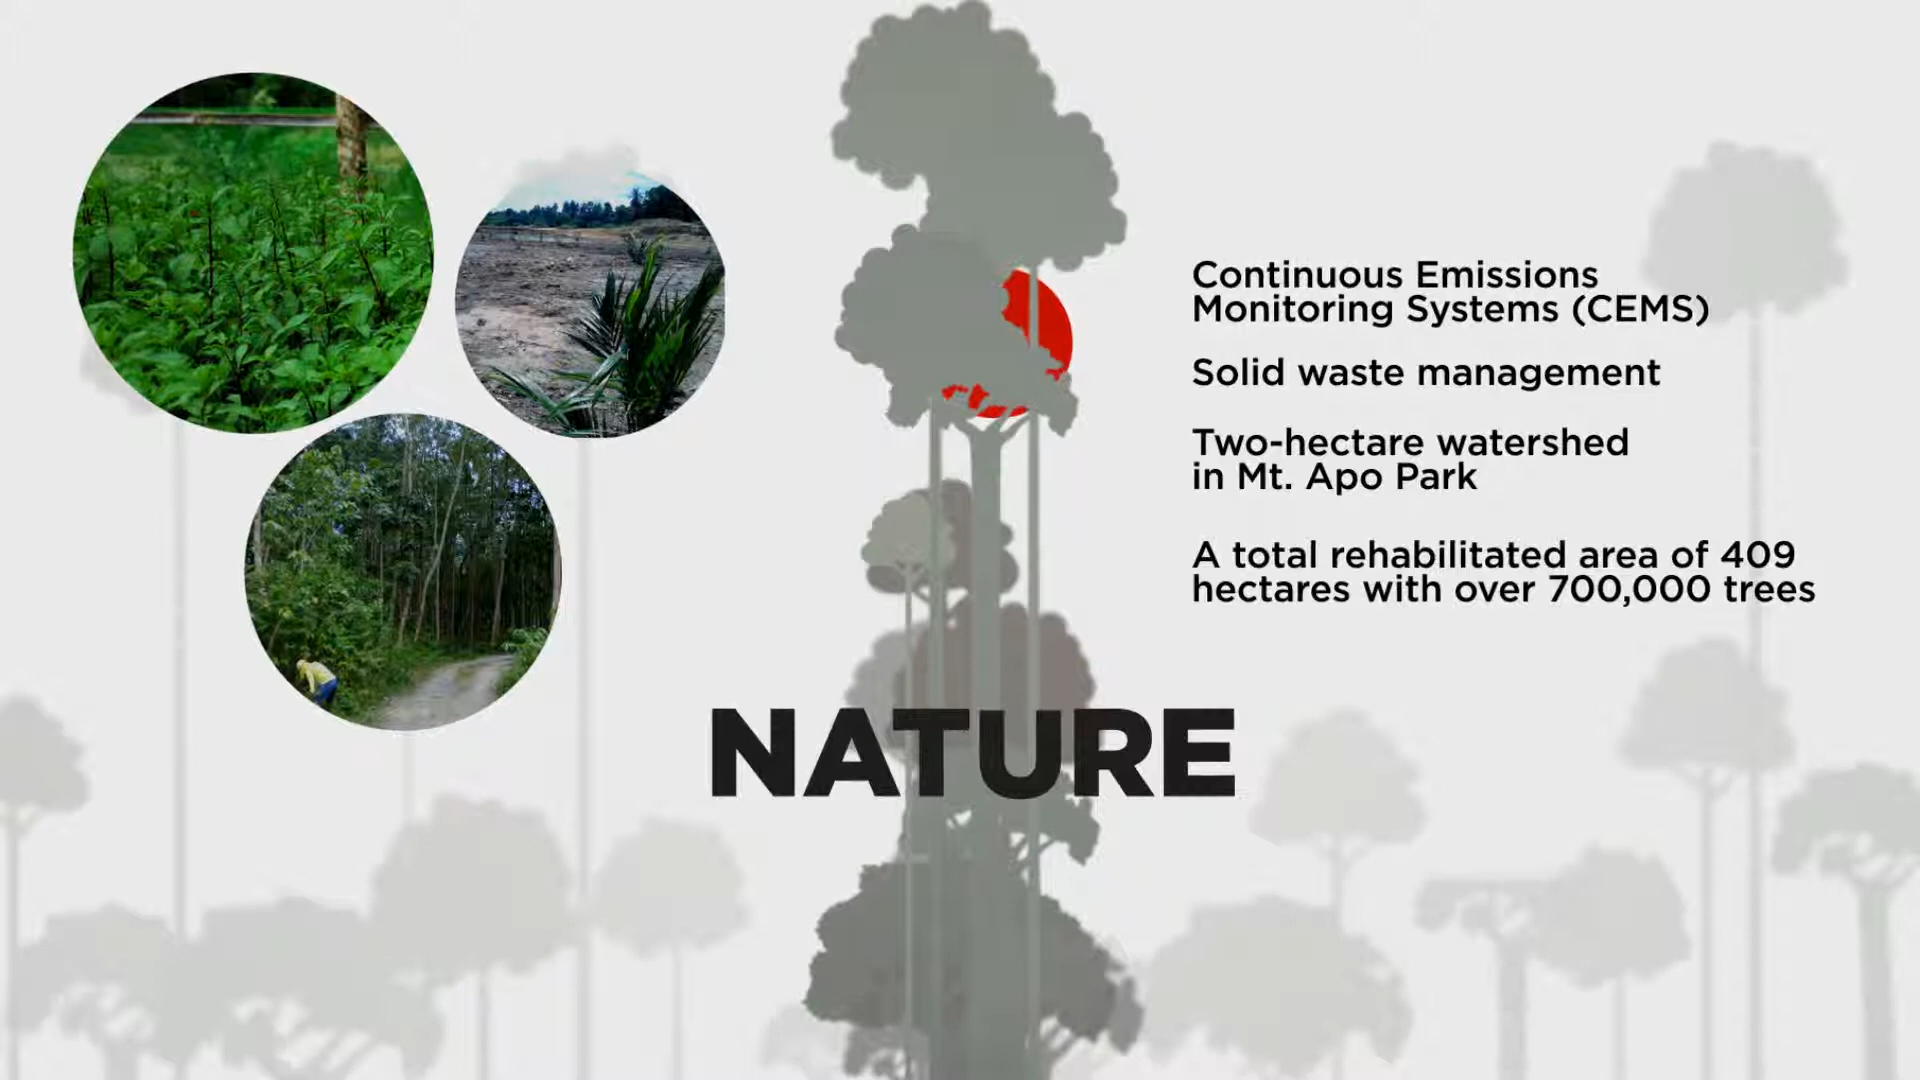 Continuous Emissions
Monitoring Systems (CEMS)
Solid waste management
Two-hectare watershed
in Mt. Apo Park
A total rehabilitated area of 409
hectares with over 700,000 trees
NATURE